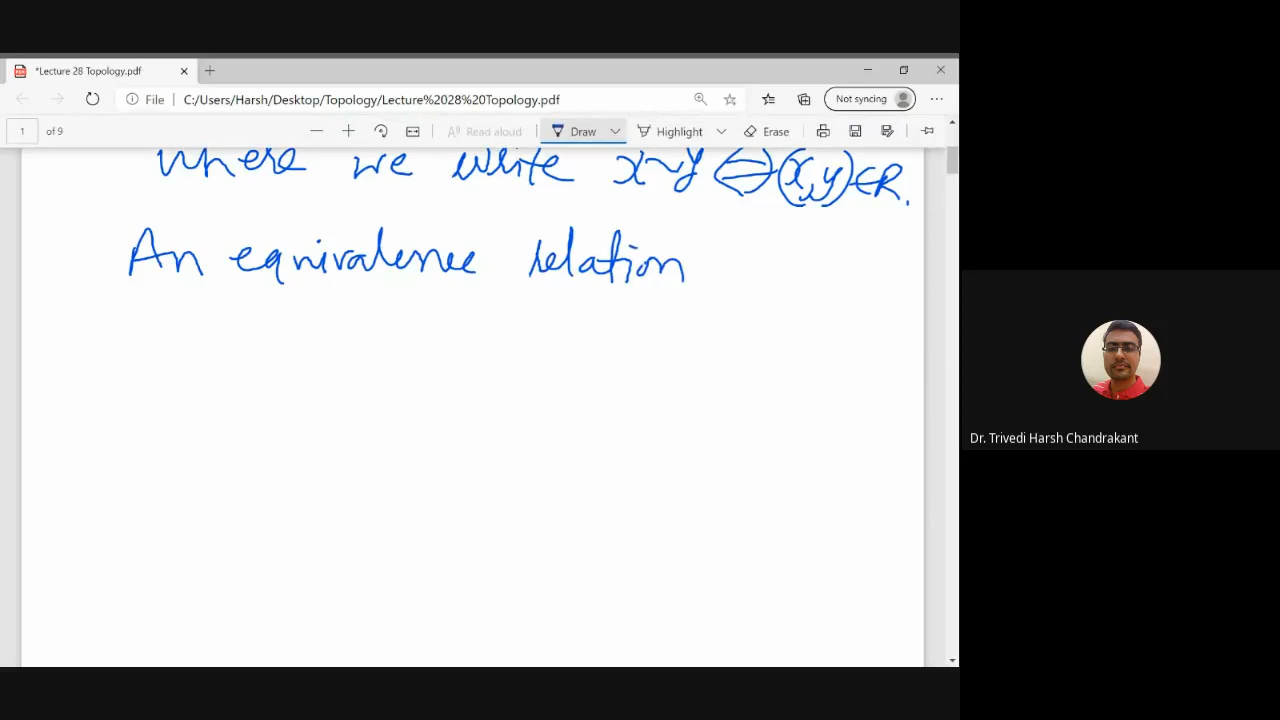 *Lecture 28 Topology.pdf
File | C:/Users/Harsh/Desktop/Topology/Lecture%2028%20Topology.pdf
Not syncing
1 of 9
Read aloud
Draw
Highlight
Erase
where we write x~y ⇔ (x,y)∈R.
An equivalence relation
Dr. Trivedi Harsh Chandrakant